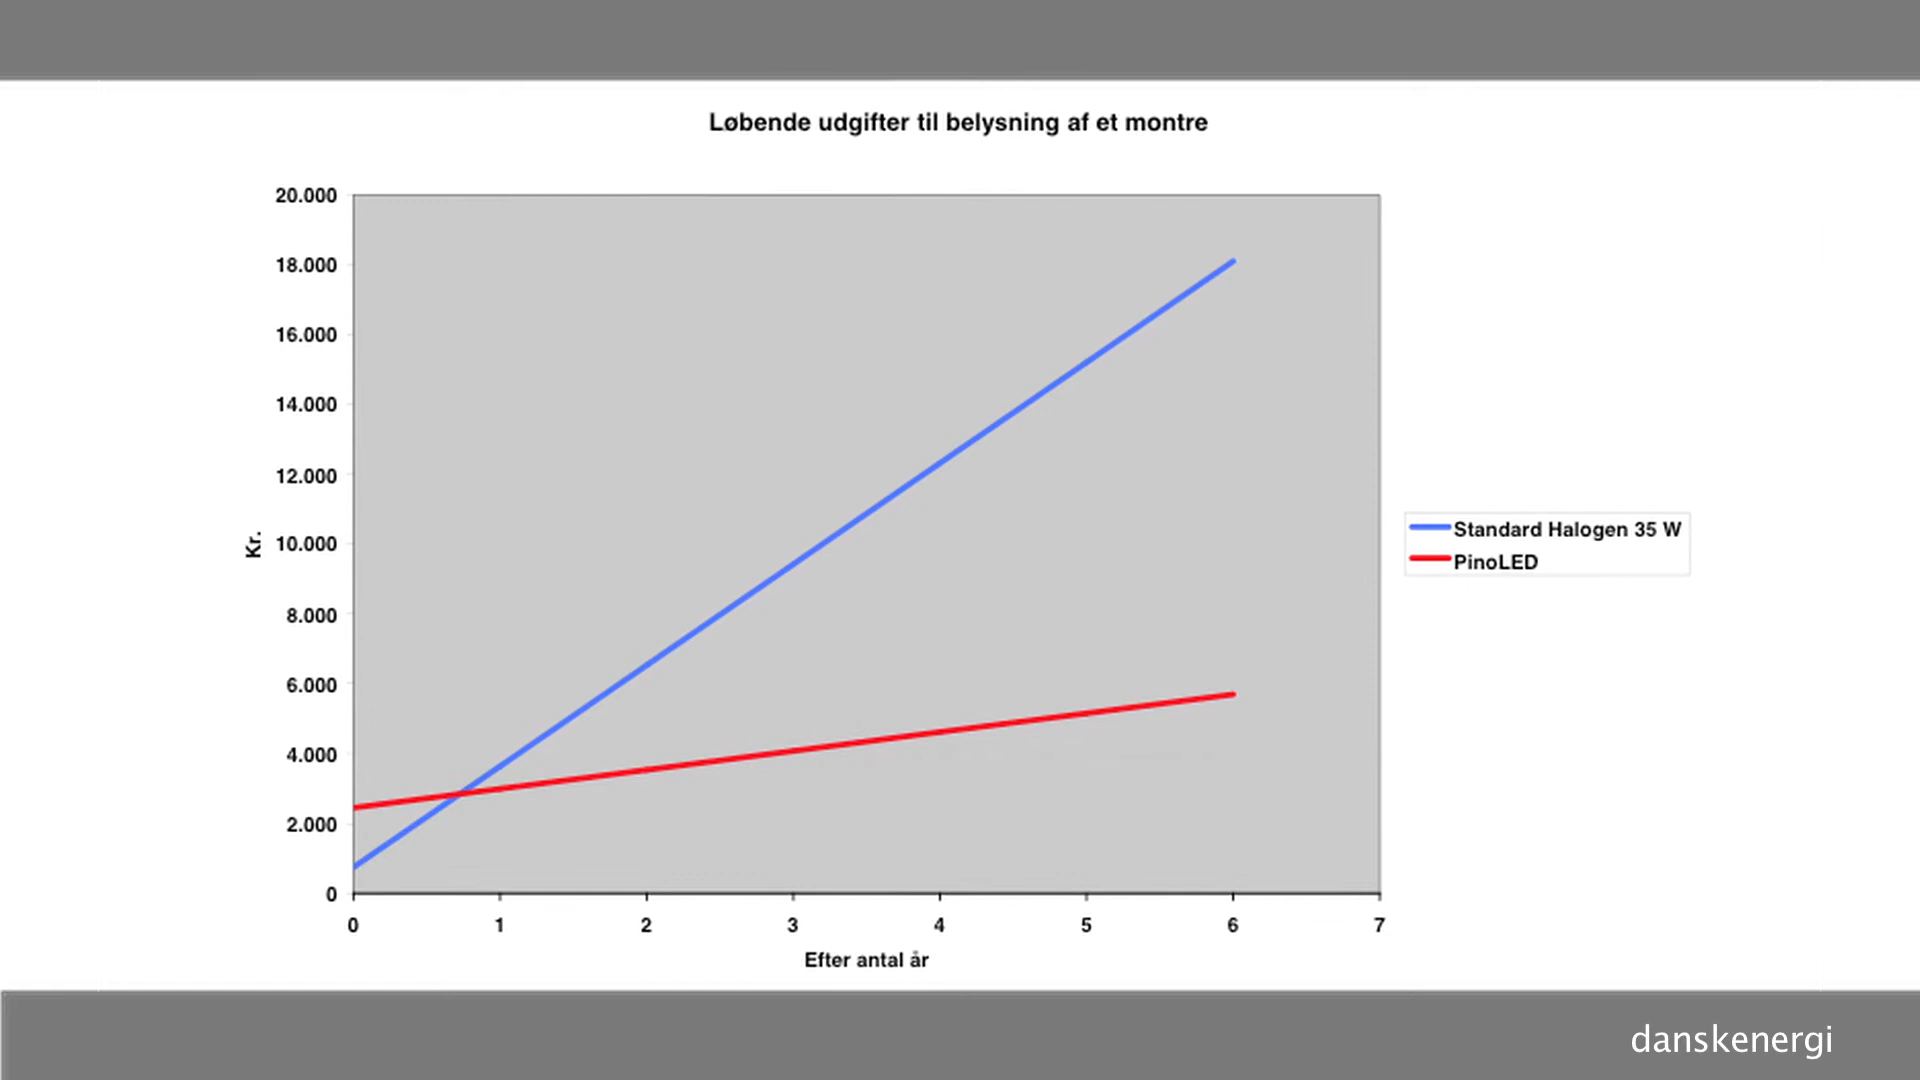 Løbende udgifter til belysning af et montre
20.000
18.000
16.000
14.000
12.000
10.000
8.000
6.000
4.000
2.000
0
Kr.
0 1 2 3 4 5 6 7
Efter antal år
Standard Halogen 35 W
PinoLED
danskenergi